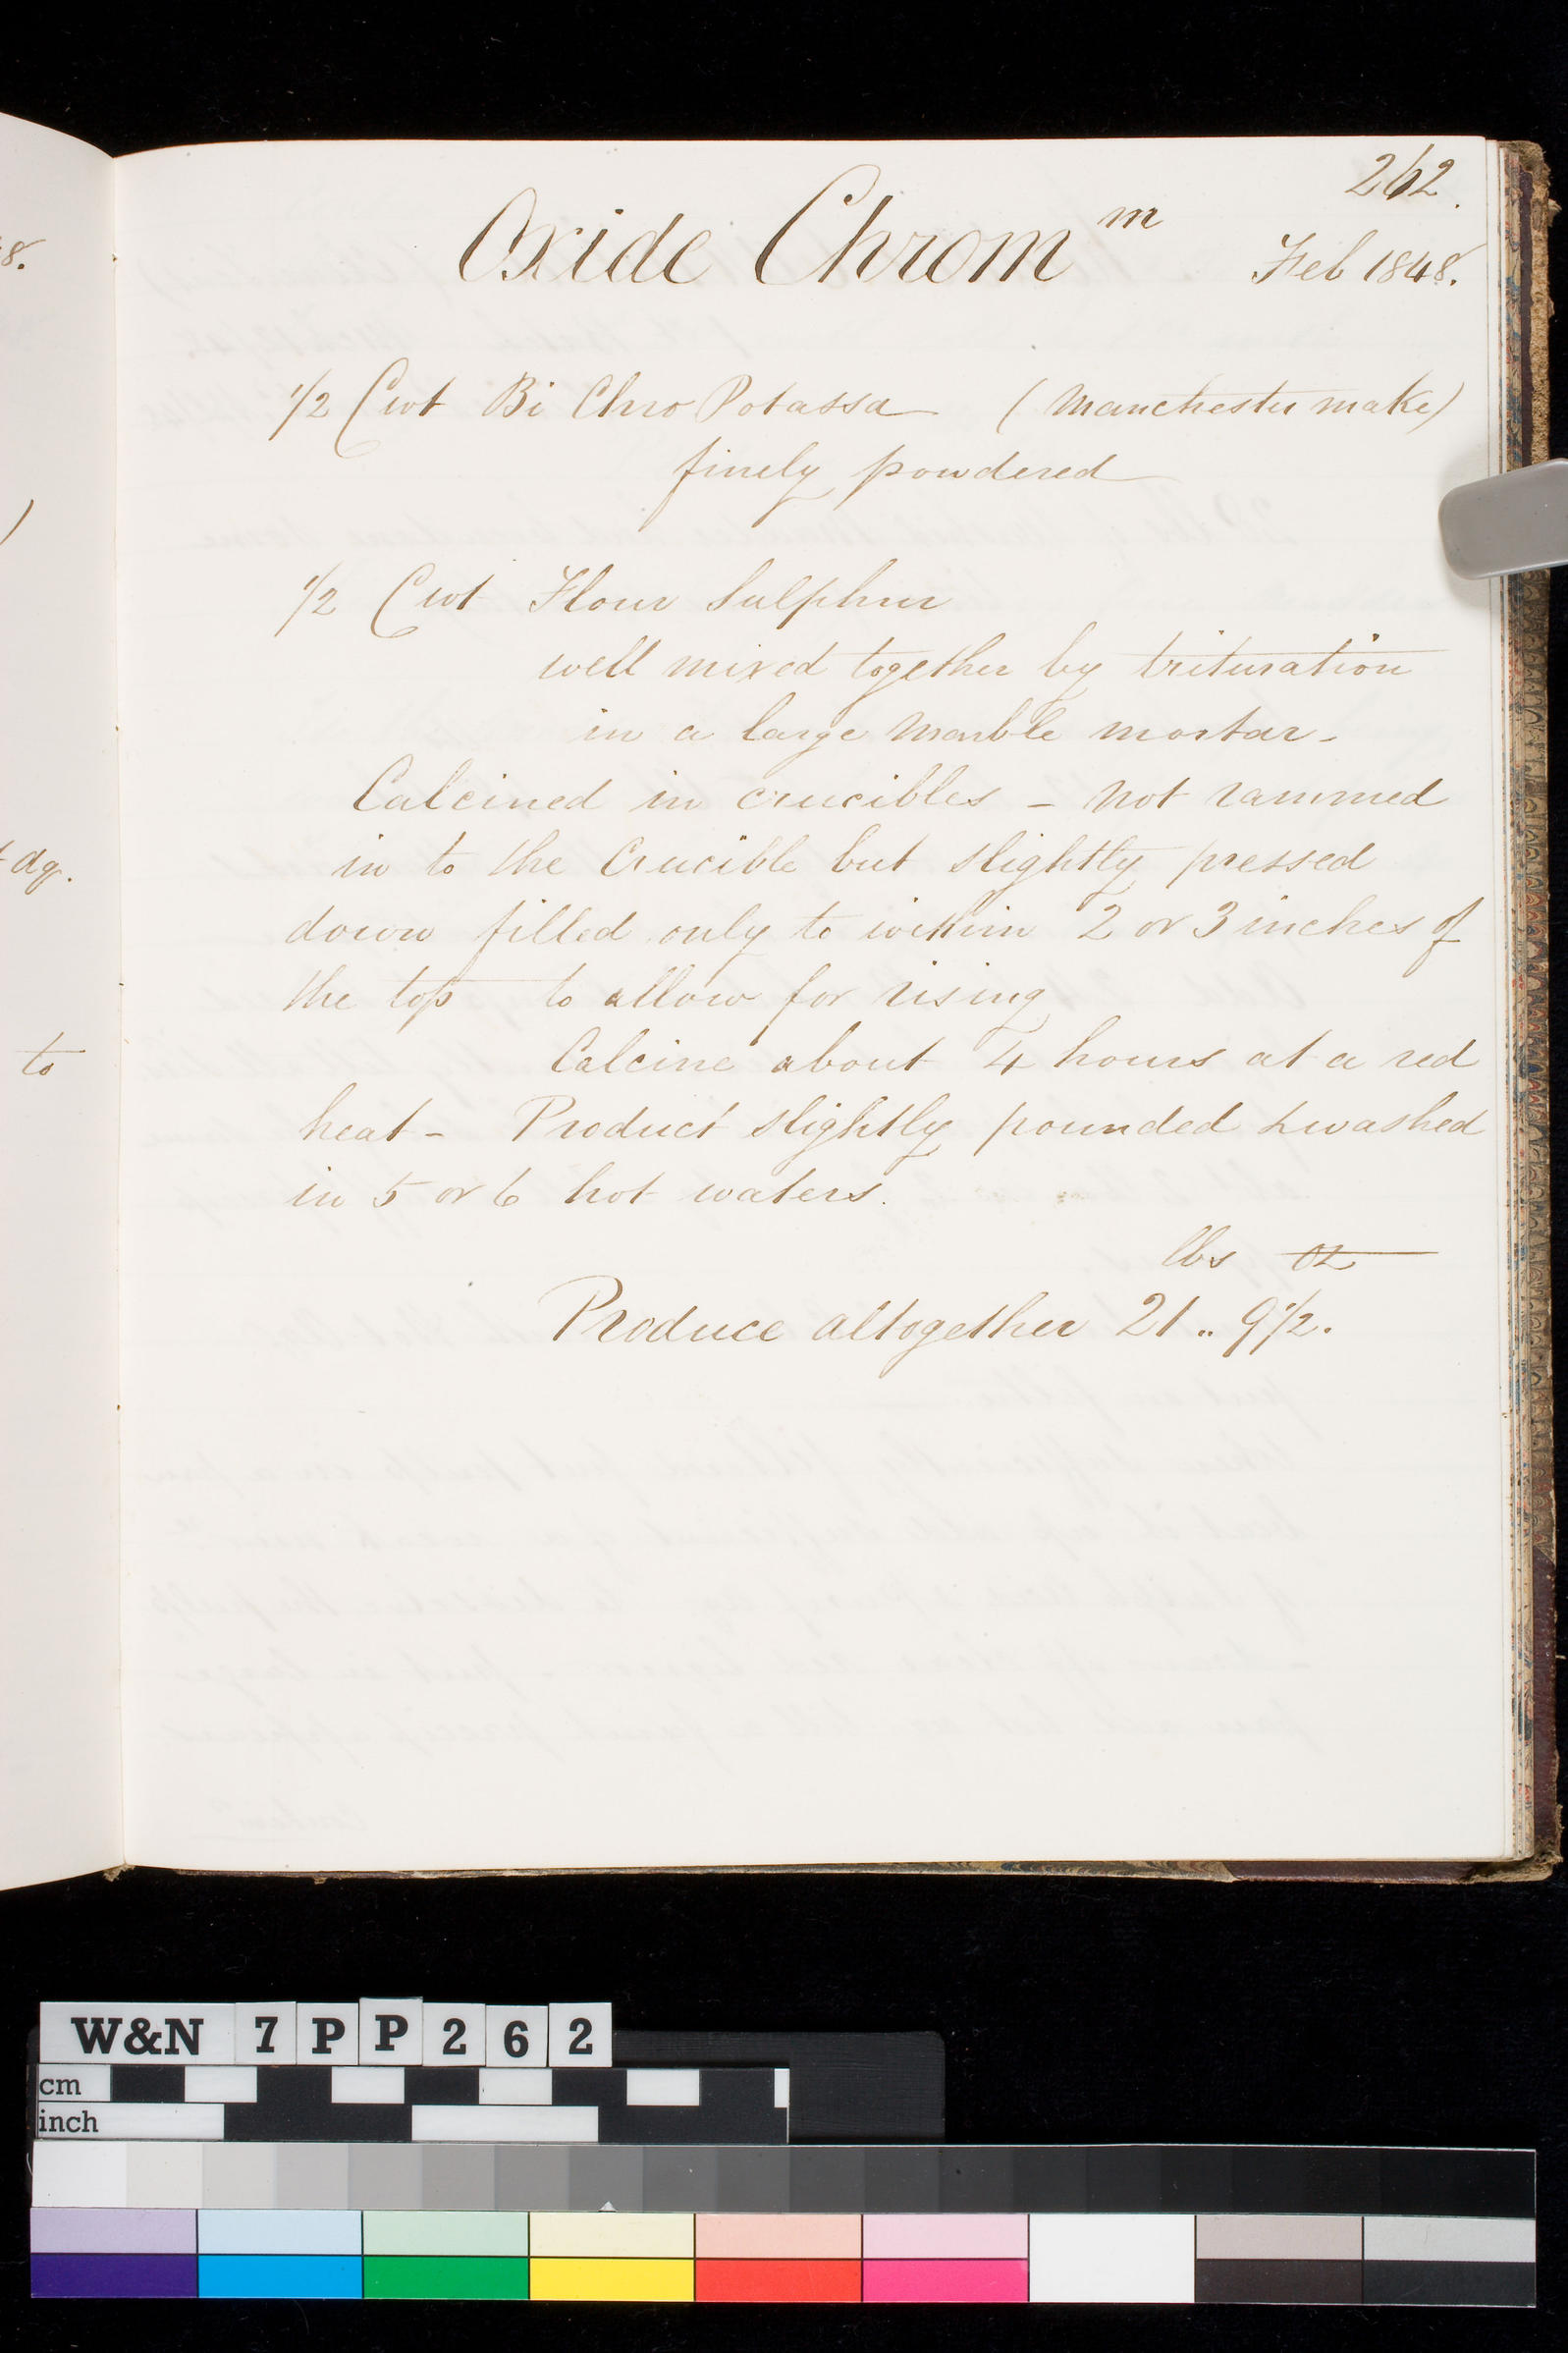 262.
Oxide Chrom^m Feb 1848.
1/2 Cwt Bi Chro Potassa (Manchester make)
finely powdered
1/2 Cwt Flour Sulphur
well mixed together by trituration
in a large Marble mortar-
Calcined in crucibles - not rammed
in to the Crucible but slightly pressed
down filled only to within 2 or 3 inches of
the top to allow for rising
Calcine about 4 hours at a red
heat - Product slightly pounded & washed
in 5 or 6 hot waters.
lbs oz
Produce altogether 21 .. 9 1/2.
8.
)
dg.
to
W&N 7PP262
cm
inch